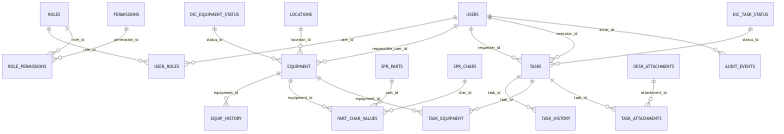 ROLES
PERMISSIONS
DIC_EQUIPMENT_STATUS
LOCATIONS
USERS
DIC_TASK_STATUS
role_id
role_id
permission_id
status_id
location_id
user_id
responsible_user_id
requester_id
executor_id
actor_id
status_id
ROLE_PERMISSIONS
USER_ROLES
EQUIPMENT
SPR_PARTS
SPR_CHARS
TASKS
DESK_ATTACHMENTS
AUDIT_EVENTS
equipment_id
equipment_id
equipment_id
part_id
char_id
task_id
task_id
task_id
attachment_id
EQUIP_HISTORY
PART_CHAR_VALUES
TASK_EQUIPMENT
TASK_HISTORY
TASK_ATTACHMENTS